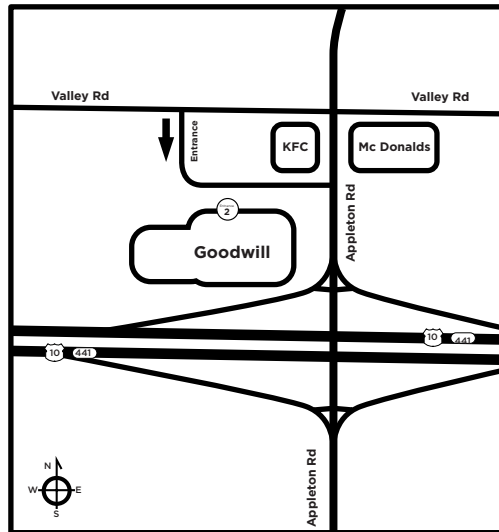 Valley Rd
Valley Rd
Entrance
KFC
Mc Donalds
2
Goodwill
Appleton Rd
10
441
10
441
Appleton Rd
N
W
E
S